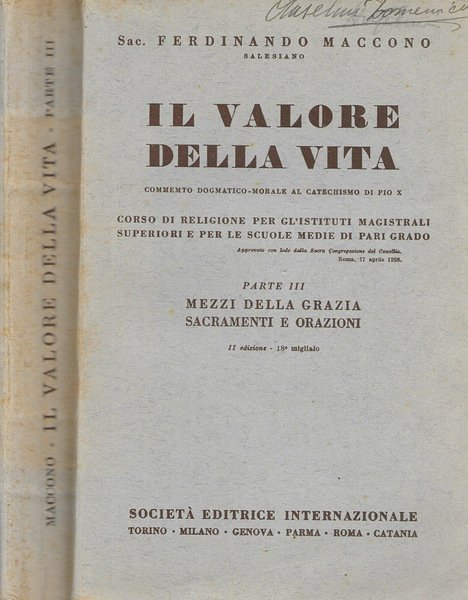 MACCONO · IL VALORE DELLA VITA · PARTE III
Sac. FERDINANDO MACCONO
SALESIANO
IL VALORE
DELLA VITA
COMMEMTO DOGMATICO-MORALE AL CATECHISMO DI PIO X
CORSO DI RELIGIONE PER GL'ISTITUTI MAGISTRALI
SUPERIORI E PER LE SCUOLE MEDIE DI PARI GRADO
Approvato con lode dalla Sacra Congregazione del Concilio,
Roma, 17 aprile 1928.
PARTE III
MEZZI DELLA GRAZIA
SACRAMENTI E ORAZIONI
II edizione - 18º migliaio
SOCIETÀ EDITRICE INTERNAZIONALE
TORINO · MILANO · GENOVA · PARMA · ROMA · CATANIA